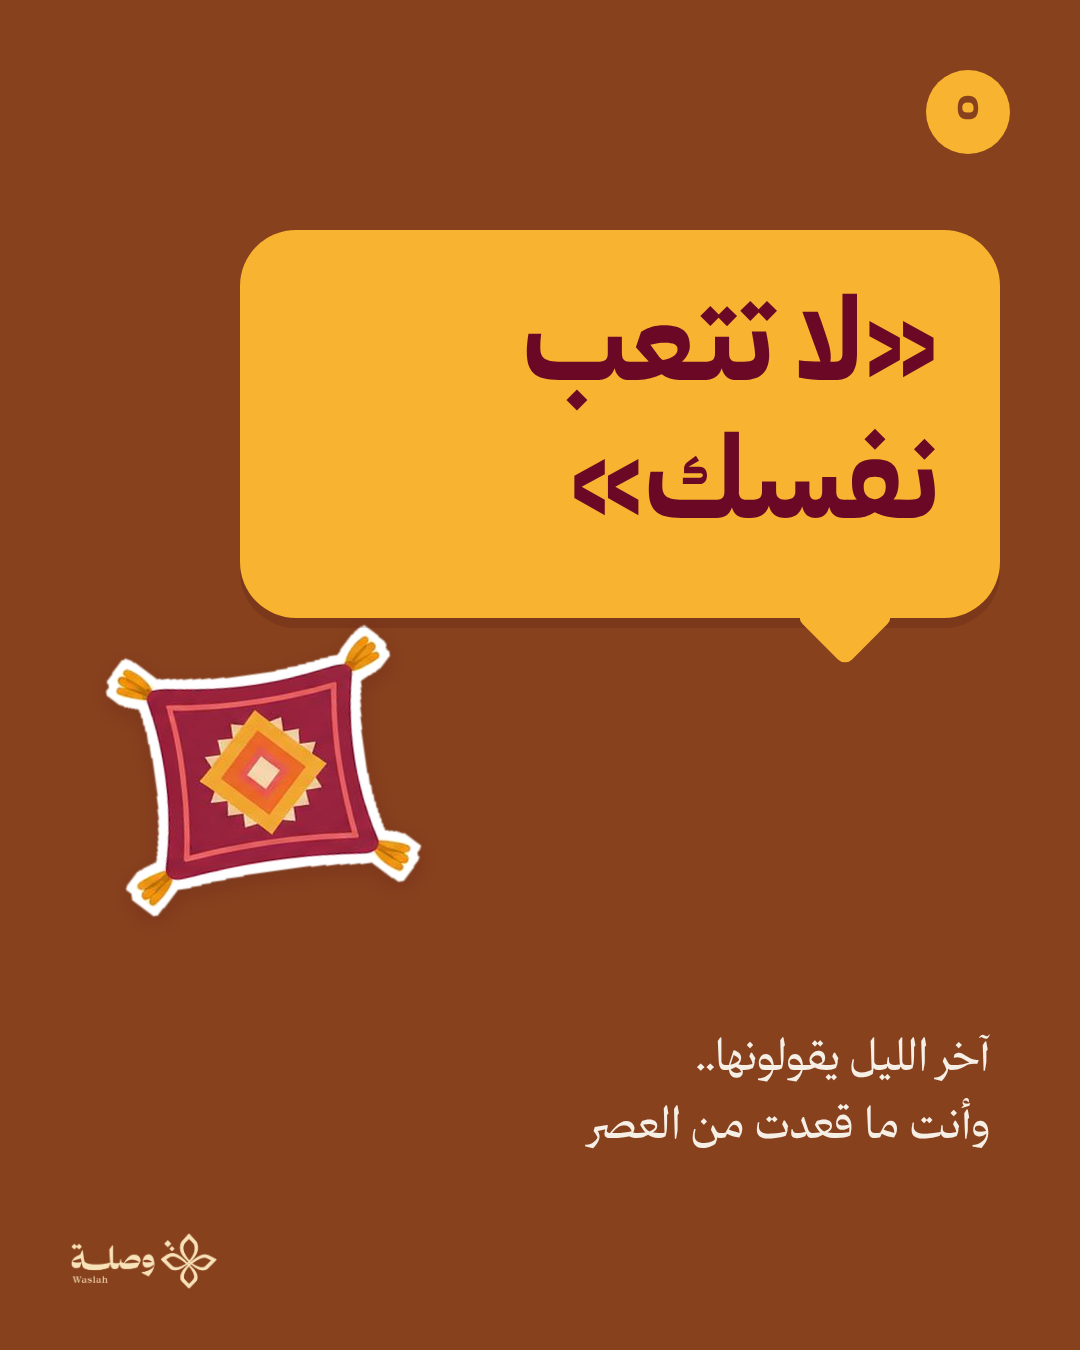 ٥
«لا تتعب
نفسك»
آخر الليل يقولونها..
وأنت ما قعدت من العصر
وصلة
Waslah